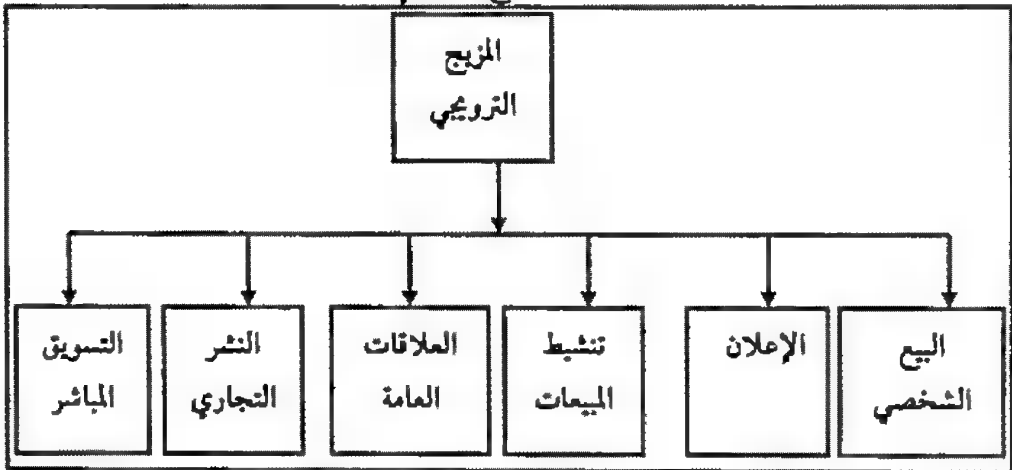 المزيج
الترويجي
البيع
الشخصي
الإعلان
تنشيط
المبيعات
العلاقات
العامة
النشر
التجاري
التسويق
المباشر